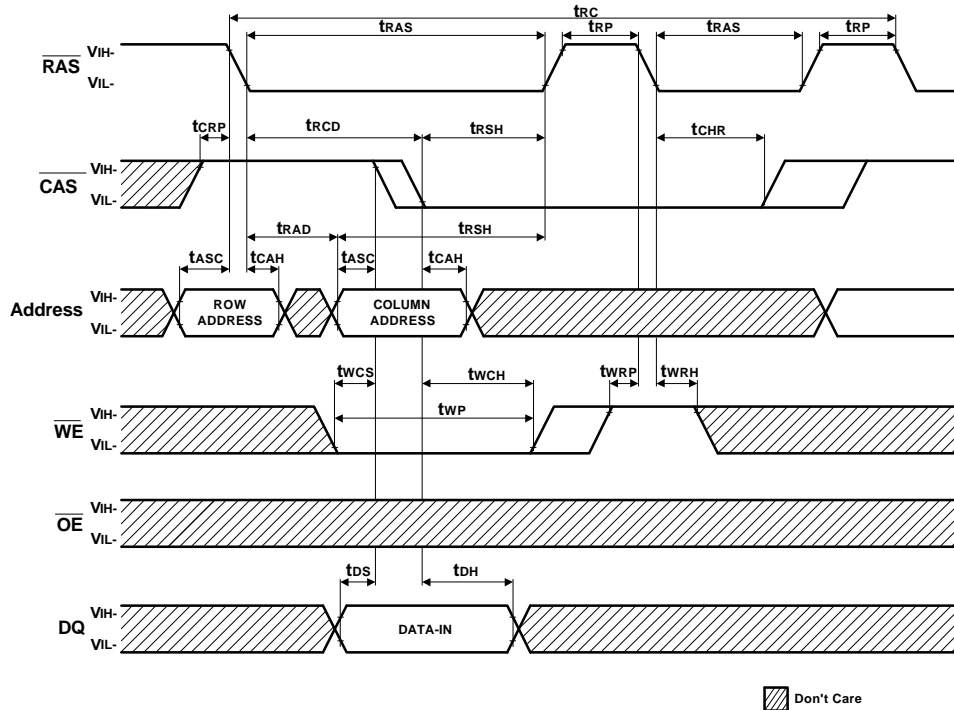 tRC
tRAS tRP tRAS tRP
RAS VIH-
VIL-
tCRP tRCD tRSH tCHR
CAS VIH-
VIL-
tRAD tRSH
tASC tCAH tASC tCAH
Address VIH-
VIL-
ROW
ADDRESS
COLUMN
ADDRESS
tWCS tWCH tWRP tWRH
tWP
WE VIH-
VIL-
OE VIH-
VIL-
tDS tDH
DQ VIH-
VIL-
DATA-IN
Don't Care